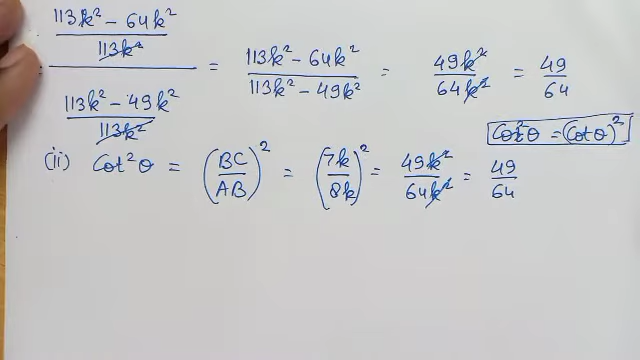 (113k² − 64k²)/113k² / (113k² − 49k²)/113k² = (113k² − 64k²)/(113k² − 49k²) = 49k²/64k² = 49/64
Cot²θ = (Cotθ)²
(ii) Cot²θ = (BC/AB)² = (7k/8k)² = 49k²/64k² = 49/64